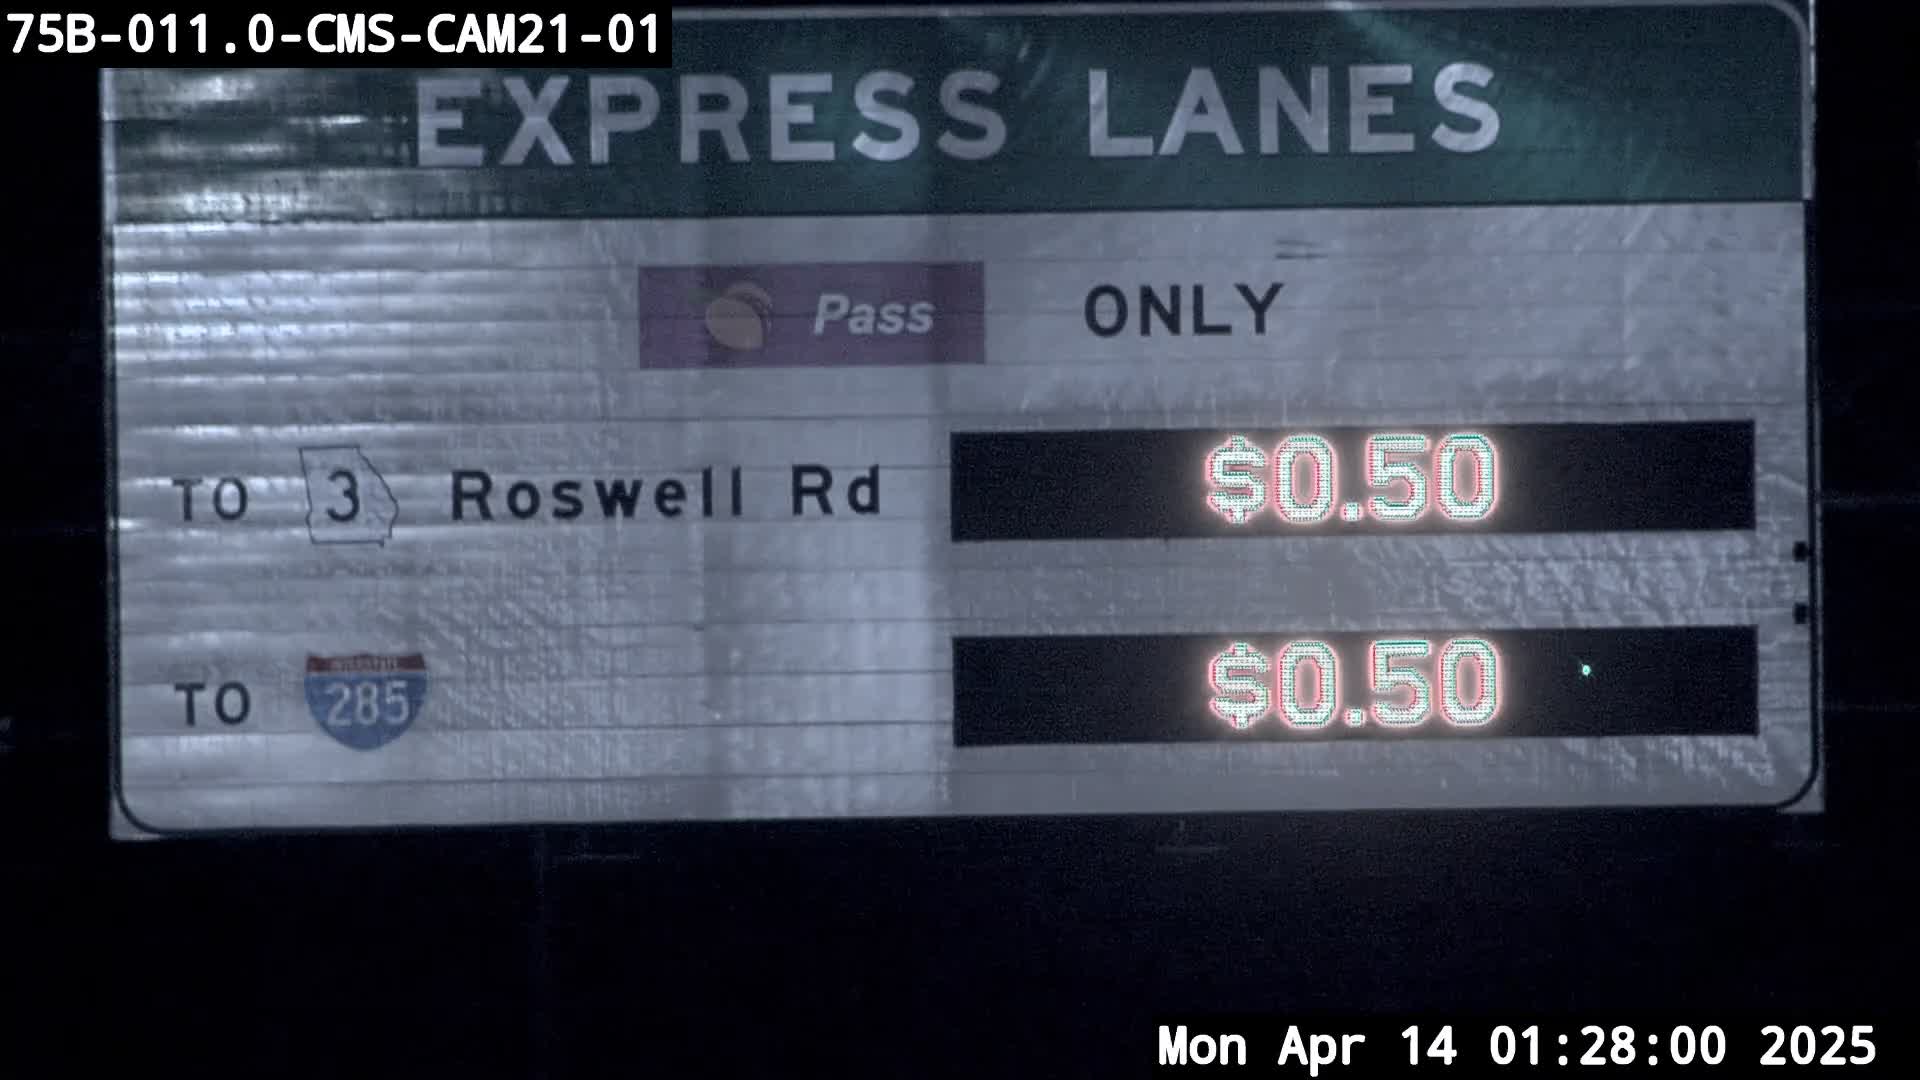 75B-011.0-CMS-CAM21-01
EXPRESS LANES
Pass ONLY
TO 3 Roswell Rd $0.50
INTERSTATE
TO 285 $0.50
Mon Apr 14 01:28:00 2025